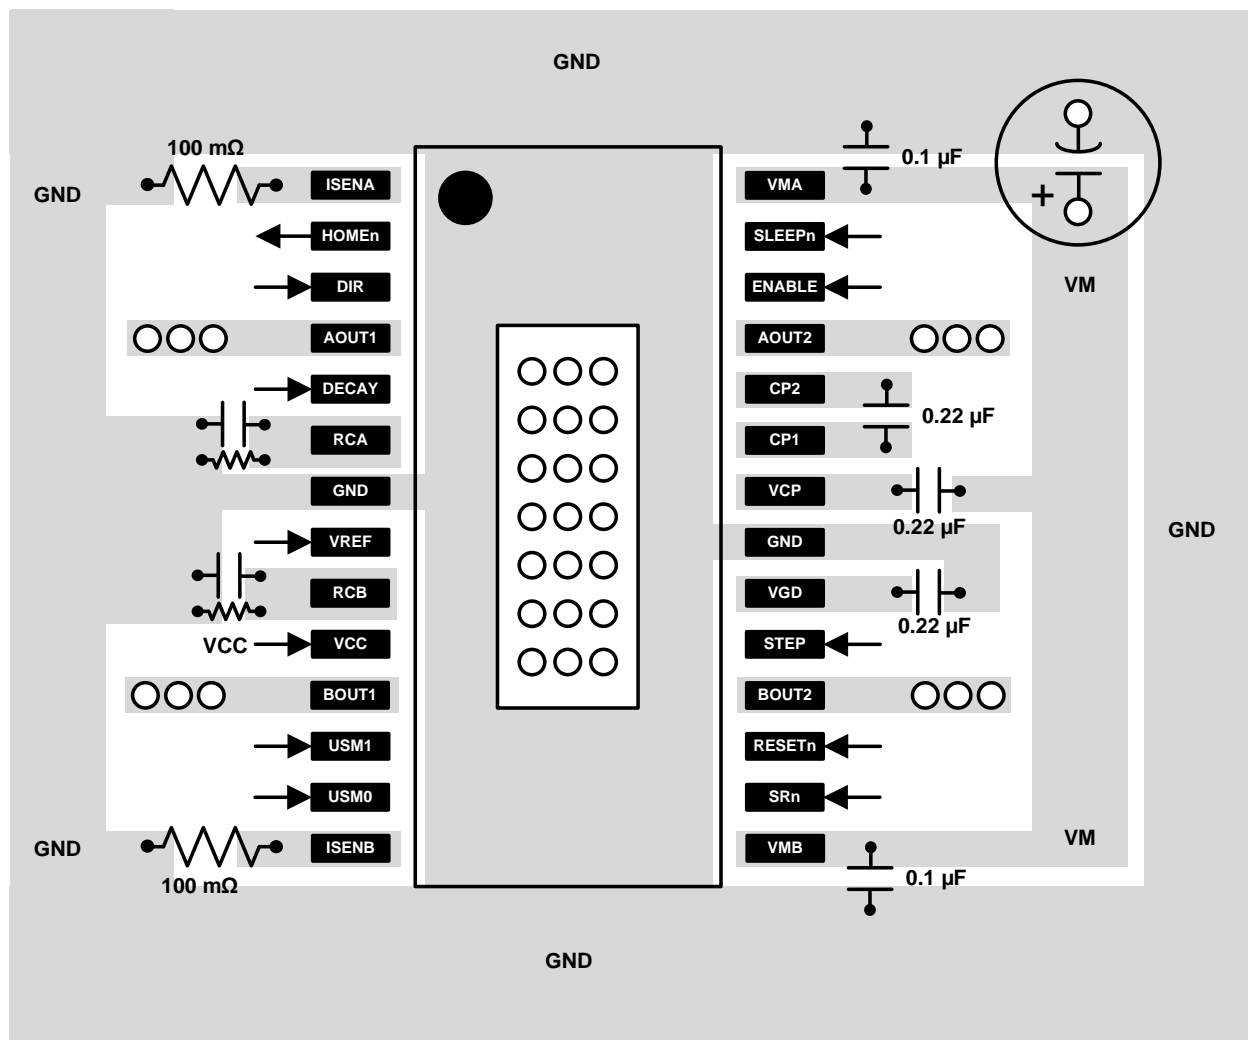 GND
100 mΩ
0.1 µF
GND
ISENA
VMA
+
HOMEn
SLEEPn
DIR
ENABLE
VM
AOUT1
AOUT2
DECAY
CP2
0.22 µF
RCA
CP1
GND
VCP
0.22 µF
GND
VREF
GND
RCB
VGD
0.22 µF
VCC
VCC
STEP
BOUT1
BOUT2
USM1
RESETn
USM0
SRn
VM
GND
ISENB
VMB
100 mΩ
0.1 µF
GND